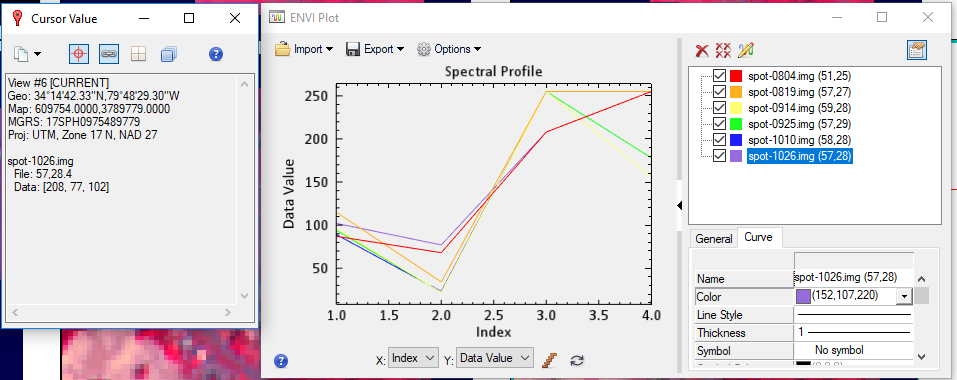 Cursor Value
View #6 [CURRENT]
Geo: 34°14'42.33"N,79°48'29.30"W
Map: 609754.0000,3789779.0000
MGRS: 17SPH0975489779
Proj: UTM, Zone 17 N, NAD 27
spot-1026.img
File: 57,28.4
Data: [208, 77, 102]
ENVI Plot
Import Export Options
Spectral Profile
Data Value
250
200
150
100
50
1.0 1.5 2.0 2.5 3.0 3.5 4.0
Index
X: Index Y: Data Value
spot-0804.img (51,25)
spot-0819.img (57,27)
spot-0914.img (59,28)
spot-0925.img (57,29)
spot-1010.img (58,28)
spot-1026.img (57,28)
General Curve
Name spot-1026.img (57,28)
Color (152,107,220)
Line Style
Thickness 1
Symbol No symbol